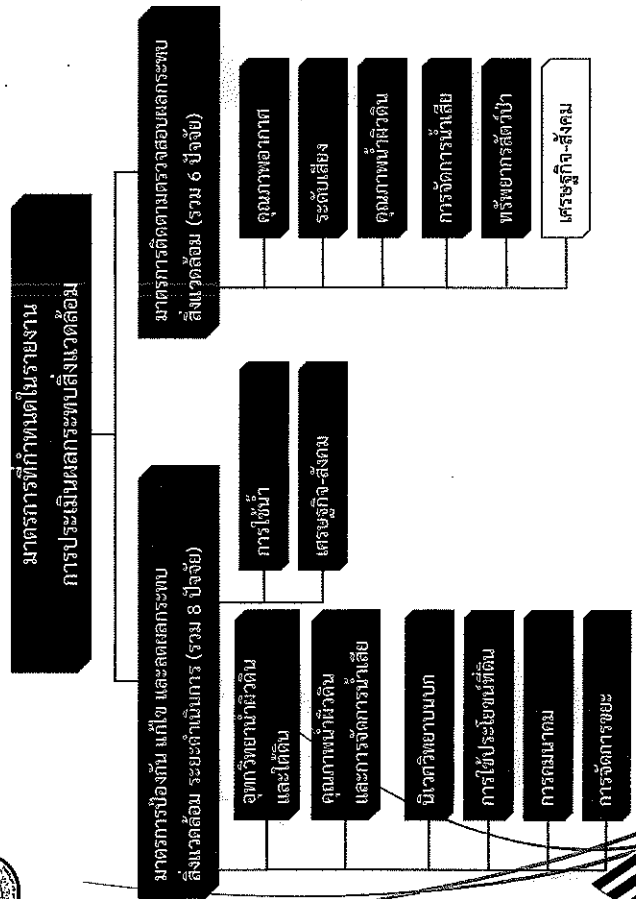 มาตรการที่กำหนดในรายงาน
การประเมินผลกระทบสิ่งแวดล้อม
มาตรการป้องกัน แก้ไข และลดผลกระทบ
สิ่งแวดล้อม ระยะดำเนินการ (รวม 8 ปัจจัย)
อุทกวิทยาน้ำผิวดิน
และใต้ดิน
คุณภาพน้ำผิวดิน
และการจัดการน้ำเสีย
นิเวศวิทยาบนบก
การใช้ประโยชน์ที่ดิน
การคมนาคม
การจัดการขยะ
การใช้น้ำ
เศรษฐกิจ-สังคม
มาตรการติดตามตรวจสอบผลกระทบ
สิ่งแวดล้อม (รวม 6 ปัจจัย)
คุณภาพอากาศ
ระดับเสียง
คุณภาพน้ำผิวดิน
การจัดการน้ำเสีย
ทรัพยากรสัตว์ป่า
เศรษฐกิจ-สังคม